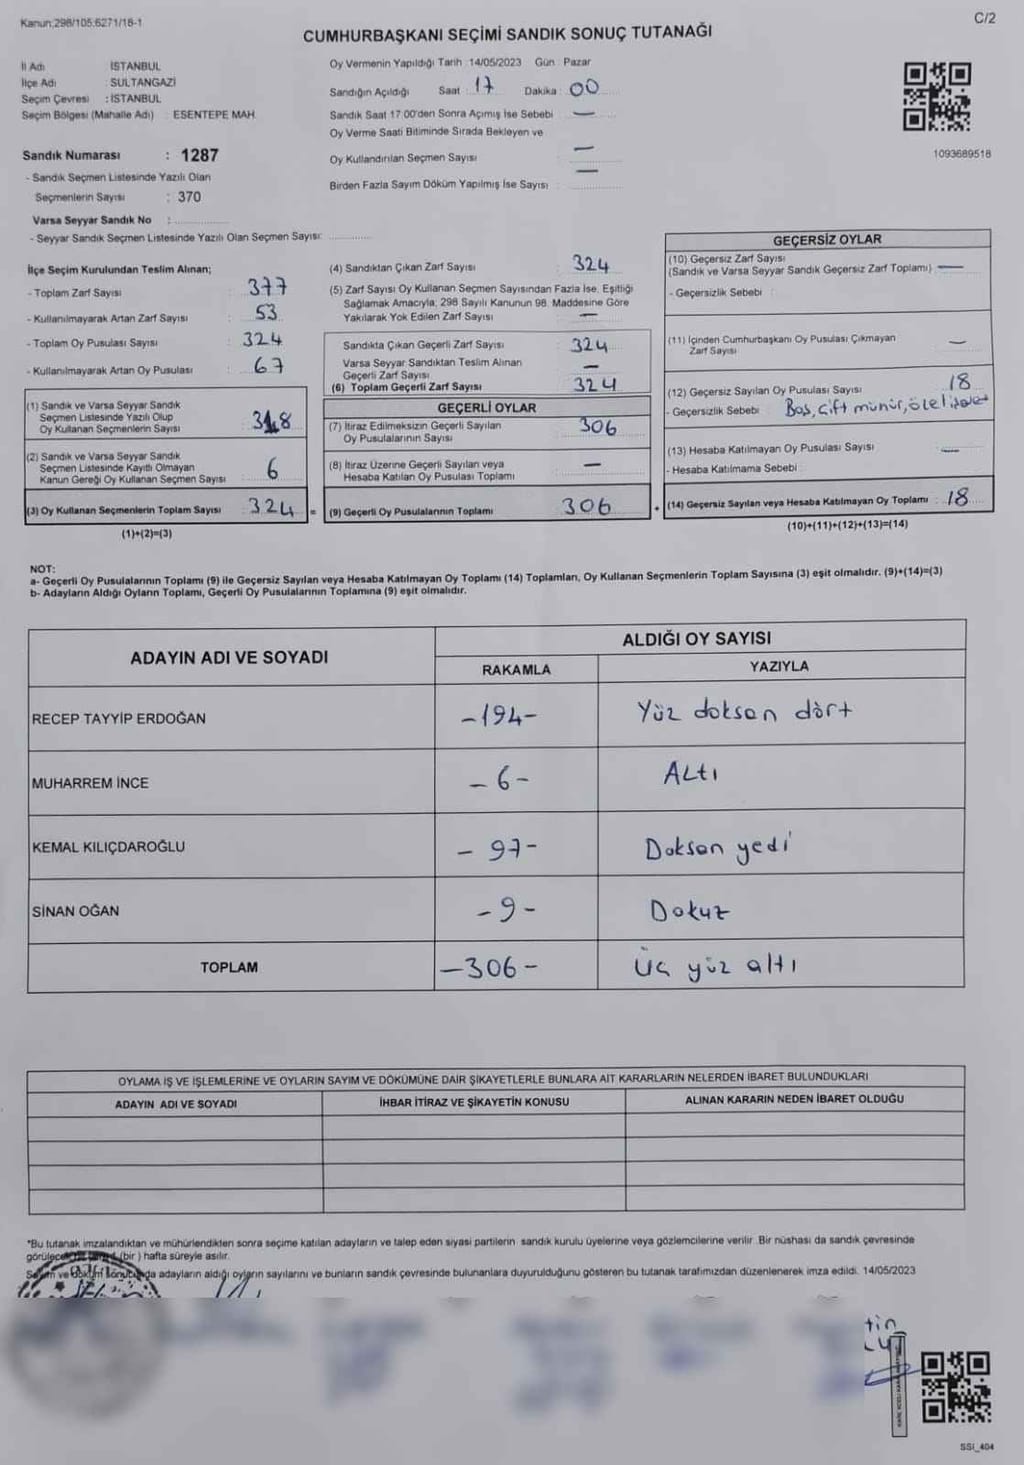 Kanun:298/105.6271/18-1
C/2
CUMHURBAŞKANI SEÇİMİ SANDIK SONUÇ TUTANAĞI
İl Adı : İSTANBUL
İlçe Adı : SULTANGAZİ
Seçim Çevresi : İSTANBUL
Seçim Bölgesi (Mahalle Adı) : ESENTEPE MAH.
Oy Vermenin Yapıldığı Tarih :14/05/2023 Gün : Pazar
Sandığın Açıldığı Saat : 17 Dakika : 00
Sandık Saat 17:00'den Sonra Açımış İse Sebebi : —
Oy Verme Saati Bitiminde Sırada Bekleyen ve
Oy Kullandırılan Seçmen Sayısı —
Birden Fazla Sayım Döküm Yapılmış İse Sayısı : —
1093689518
Sandık Numarası : 1287
- Sandık Seçmen Listesinde Yazılı Olan
Seçmenlerin Sayısı : 370
Varsa Seyyar Sandık No :
- Seyyar Sandık Seçmen Listesinde Yazılı Olan Seçmen Sayısı:
İlçe Seçim Kurulundan Teslim Alınan;
- Toplam Zarf Sayısı : 377
- Kullanılmayarak Artan Zarf Sayısı : 53
- Toplam Oy Pusulası Sayısı : 324
- Kullanılmayarak Artan Oy Pusulası : 67
(1) Sandık ve Varsa Seyyar Sandık
Seçmen Listesinde Yazılı Olup
Oy Kullanan Seçmenlerin Sayısı : 318
(2) Sandık ve Varsa Seyyar Sandık
Seçmen Listesinde Kayıtlı Olmayan
Kanun Gereği Oy Kullanan Seçmen Sayısı : 6
(3) Oy Kullanan Seçmenlerin Toplam Sayısı : 324 =
(1)+(2)=(3)
(4) Sandıktan Çıkan Zarf Sayısı : 324
(5) Zarf Sayısı Oy Kullanan Seçmen Sayısından Fazla İse, Eşitliği
Sağlamak Amacıyla; 298 Sayılı Kanunun 98. Maddesine Göre
Yakılarak Yok Edilen Zarf Sayısı : —
Sandıkta Çıkan Geçerli Zarf Sayısı : 324
Varsa Seyyar Sandıktan Teslim Alınan
Geçerli Zarf Sayısı : —
(6) Toplam Geçerli Zarf Sayısı : 324
GEÇERLİ OYLAR
(7) İtiraz Edilmeksizin Geçerli Sayılan
Oy Pusulalarının Sayısı : 306
(8) İtiraz Üzerine Geçerli Sayılan veya
Hesaba Katılan Oy Pusulası Toplamı : —
(9) Geçerli Oy Pusulalarının Toplamı : 306 +
GEÇERSİZ OYLAR
(10) Geçersiz Zarf Sayısı
(Sandık ve Varsa Seyyar Sandık Geçersiz Zarf Toplamı) : —
- Geçersizlik Sebebi :
(11) İçinden Cumhurbaşkanı Oy Pusulası Çıkmayan
Zarf Sayısı : —
(12) Geçersiz Sayılan Oy Pusulası Sayısı : 18
- Geçersizlik Sebebi : Boş, çift mühür, özel işaret
(13) Hesaba Katılmayan Oy Pusulası Sayısı : —
- Hesaba Katılmama Sebebi :
(14) Geçersiz Sayılan veya Hesaba Katılmayan Oy Toplamı : 18
(10)+(11)+(12)+(13)=(14)
NOT:
a- Geçerli Oy Pusulalarının Toplamı (9) ile Geçersiz Sayılan veya Hesaba Katılmayan Oy Toplamı (14) Toplamları, Oy Kullanan Seçmenlerin Toplam Sayısına (3) eşit olmalıdır. (9)+(14)=(3)
b- Adayların Aldığı Oyların Toplamı, Geçerli Oy Pusulalarının Toplamına (9) eşit olmalıdır.
ADAYIN ADI VE SOYADI
ALDIĞI OY SAYISI
RAKAMLA YAZIYLA
RECEP TAYYİP ERDOĞAN -194- Yüz doksan dört
MUHARREM İNCE -6- Altı
KEMAL KILIÇDAROĞLU -97- Doksan yedi
SİNAN OĞAN -9- Dokuz
TOPLAM -306- Üç yüz altı
OYLAMA İŞ VE İŞLEMLERİNE VE OYLARIN SAYIM VE DÖKÜMÜNE DAİR ŞİKAYETLERLE BUNLARA AİT KARARLARIN NELERDEN İBARET BULUNDUKLARI
ADAYIN ADI VE SOYADI İHBAR İTİRAZ VE ŞİKAYETİN KONUSU ALINAN KARARIN NEDEN İBARET OLDUĞU
*Bu tutanak imzalandıktan ve mühürlendikten sonra seçime katılan adayların ve talep eden siyasi partilerin sandık kurulu üyelerine veya gözlemcilerine verilir. Bir nüshası da sandık çevresinde
(bir) hafta süreyle asılır.
Sayım ve döküm sonucunda adayların aldığı oyların sayılarını ve bunların sandık çevresinde bulunanlara duyurulduğunu gösteren bu tutanak tarafımızdan düzenlenerek imza edildi. 14/05/2023
tin
SSİ_404